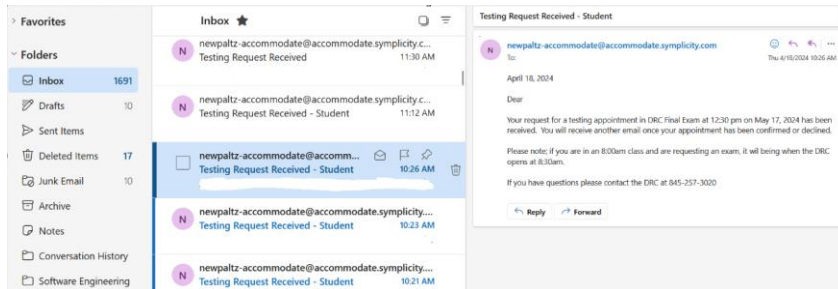 Favorites
Folders
Inbox 1691
Drafts 10
Sent Items
Deleted Items 17
Junk Email 10
Archive
Notes
Conversation History
Software Engineering
Inbox
N
newpaltz-accommodate@accommodate.symplicity.c...
Testing Request Received 11:30 AM
N
newpaltz-accommodate@accommodate.symplicity.c...
Testing Request Received - Student 11:12 AM
newpaltz-accommodate@accomm...
Testing Request Received - Student 10:26 AM
N
newpaltz-accommodate@accommodate.symplicity....
Testing Request Received - Student 10:23 AM
N
newpaltz-accommodate@accommodate.symplicity....
Testing Request Received - Student 10:21 AM
Testing Request Received - Student
N
newpaltz-accommodate@accommodate.symplicity.com
To:
Thu 4/18/2024 10:26 AM
April 18, 2024
Dear
Your request for a testing appointment in DRC Final Exam at 12:30 pm on May 17, 2024 has been
received. You will receive another email once your appointment has been confirmed or declined.
Please note; if you are in an 8:00am class and are requesting an exam, it wil being when the DRC
opens at 8:30am.
If you have questions please contact the DRC at 845-257-3020
Reply Forward